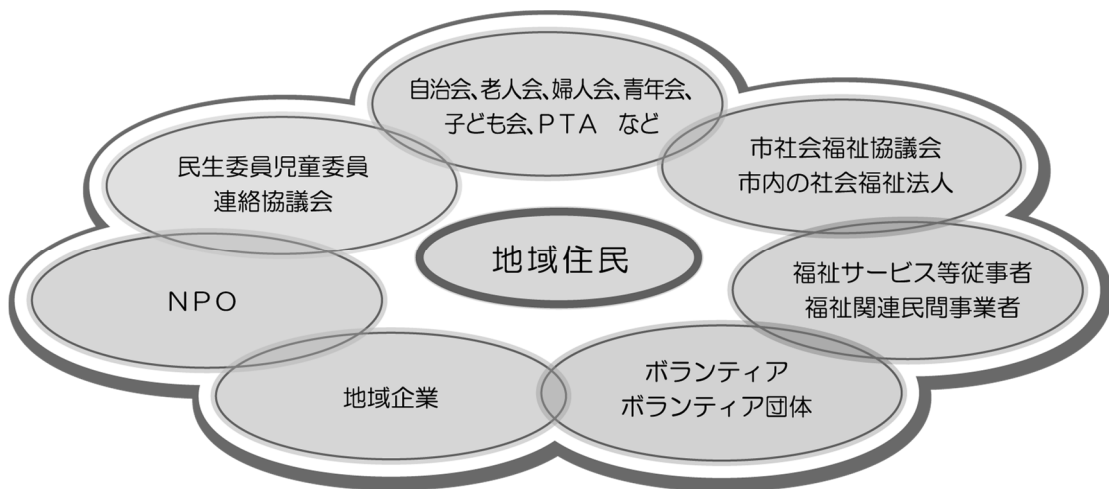 自治会、老人会、婦人会、青年会、
子ども会、ＰＴＡ　など
民生委員児童委員
連絡協議会
市社会福祉協議会
市内の社会福祉法人
地域住民
ＮＰＯ
福祉サービス等従事者
福祉関連民間事業者
地域企業
ボランティア
ボランティア団体